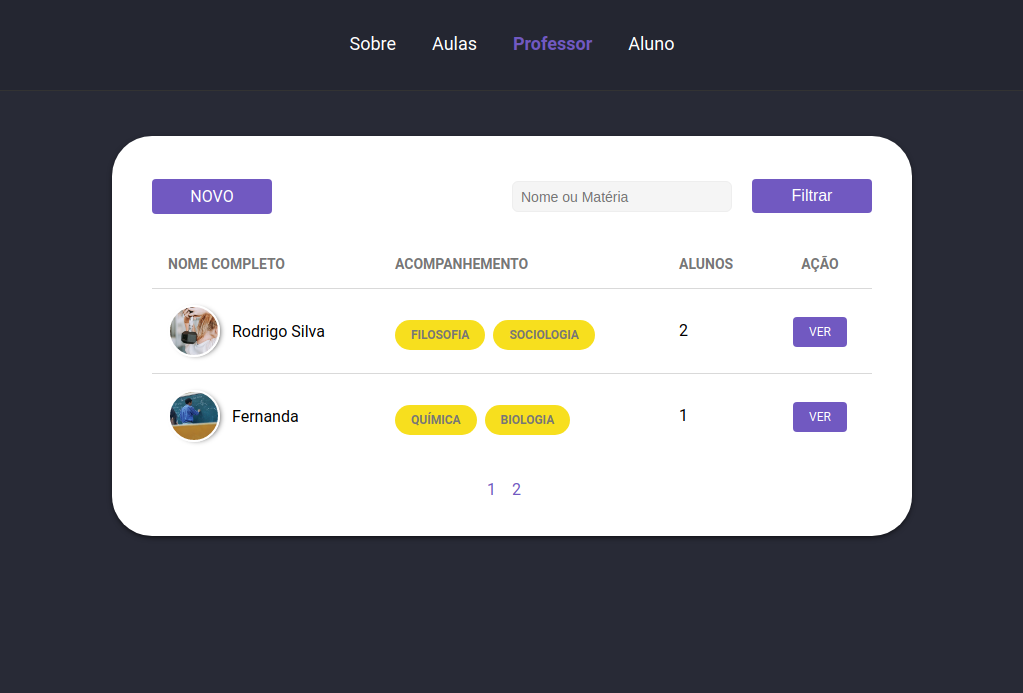 Sobre Aulas Professor Aluno
NOVO Nome ou Matéria Filtrar
NOME COMPLETO ACOMPANHEMENTO ALUNOS AÇÃO
Rodrigo Silva FILOSOFIA SOCIOLOGIA 2 VER
Fernanda QUÍMICA BIOLOGIA 1 VER
1 2